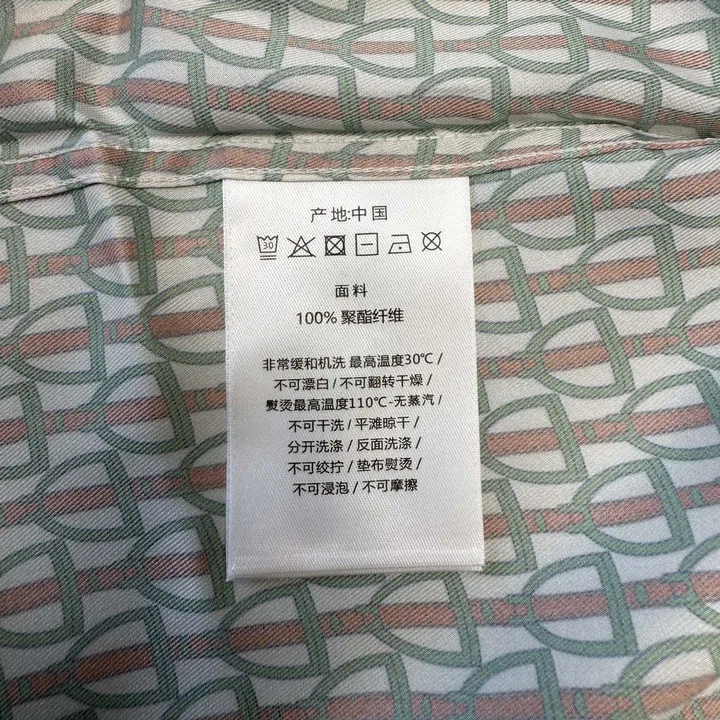 产地:中国
30
面料
100% 聚酯纤维
非常缓和机洗 最高温度30℃ /
不可漂白 / 不可翻转干燥 /
熨烫最高温度110℃-无蒸汽 /
不可干洗 / 平滩晾干 /
分开洗涤 / 反面洗涤 /
不可绞拧 / 垫布熨烫 /
不可浸泡 / 不可摩擦